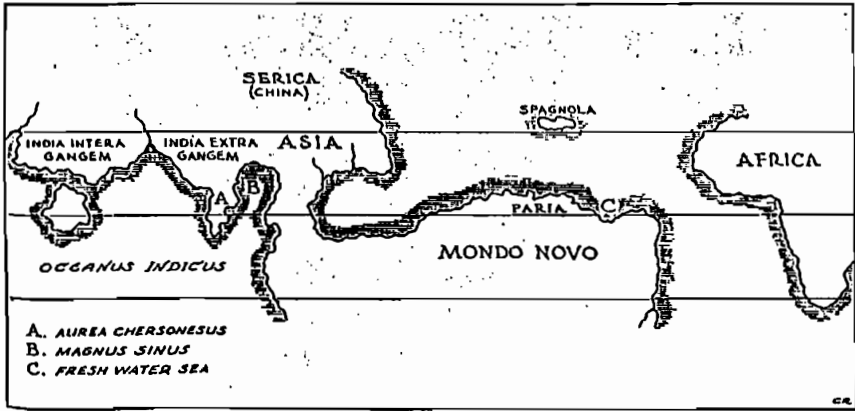 SERICA
(CHINA)
SPAGNOLA
INDIA INTERA
GANGEM
INDIA EXTRA
GANGEM
ASIA
AFRICA
A
B
PARIA
C
MONDO NOVO
OCEANUS INDICUS
A. AUREA CHERSONESUS
B. MAGNUS SINUS
C. FRESH WATER SEA
CR